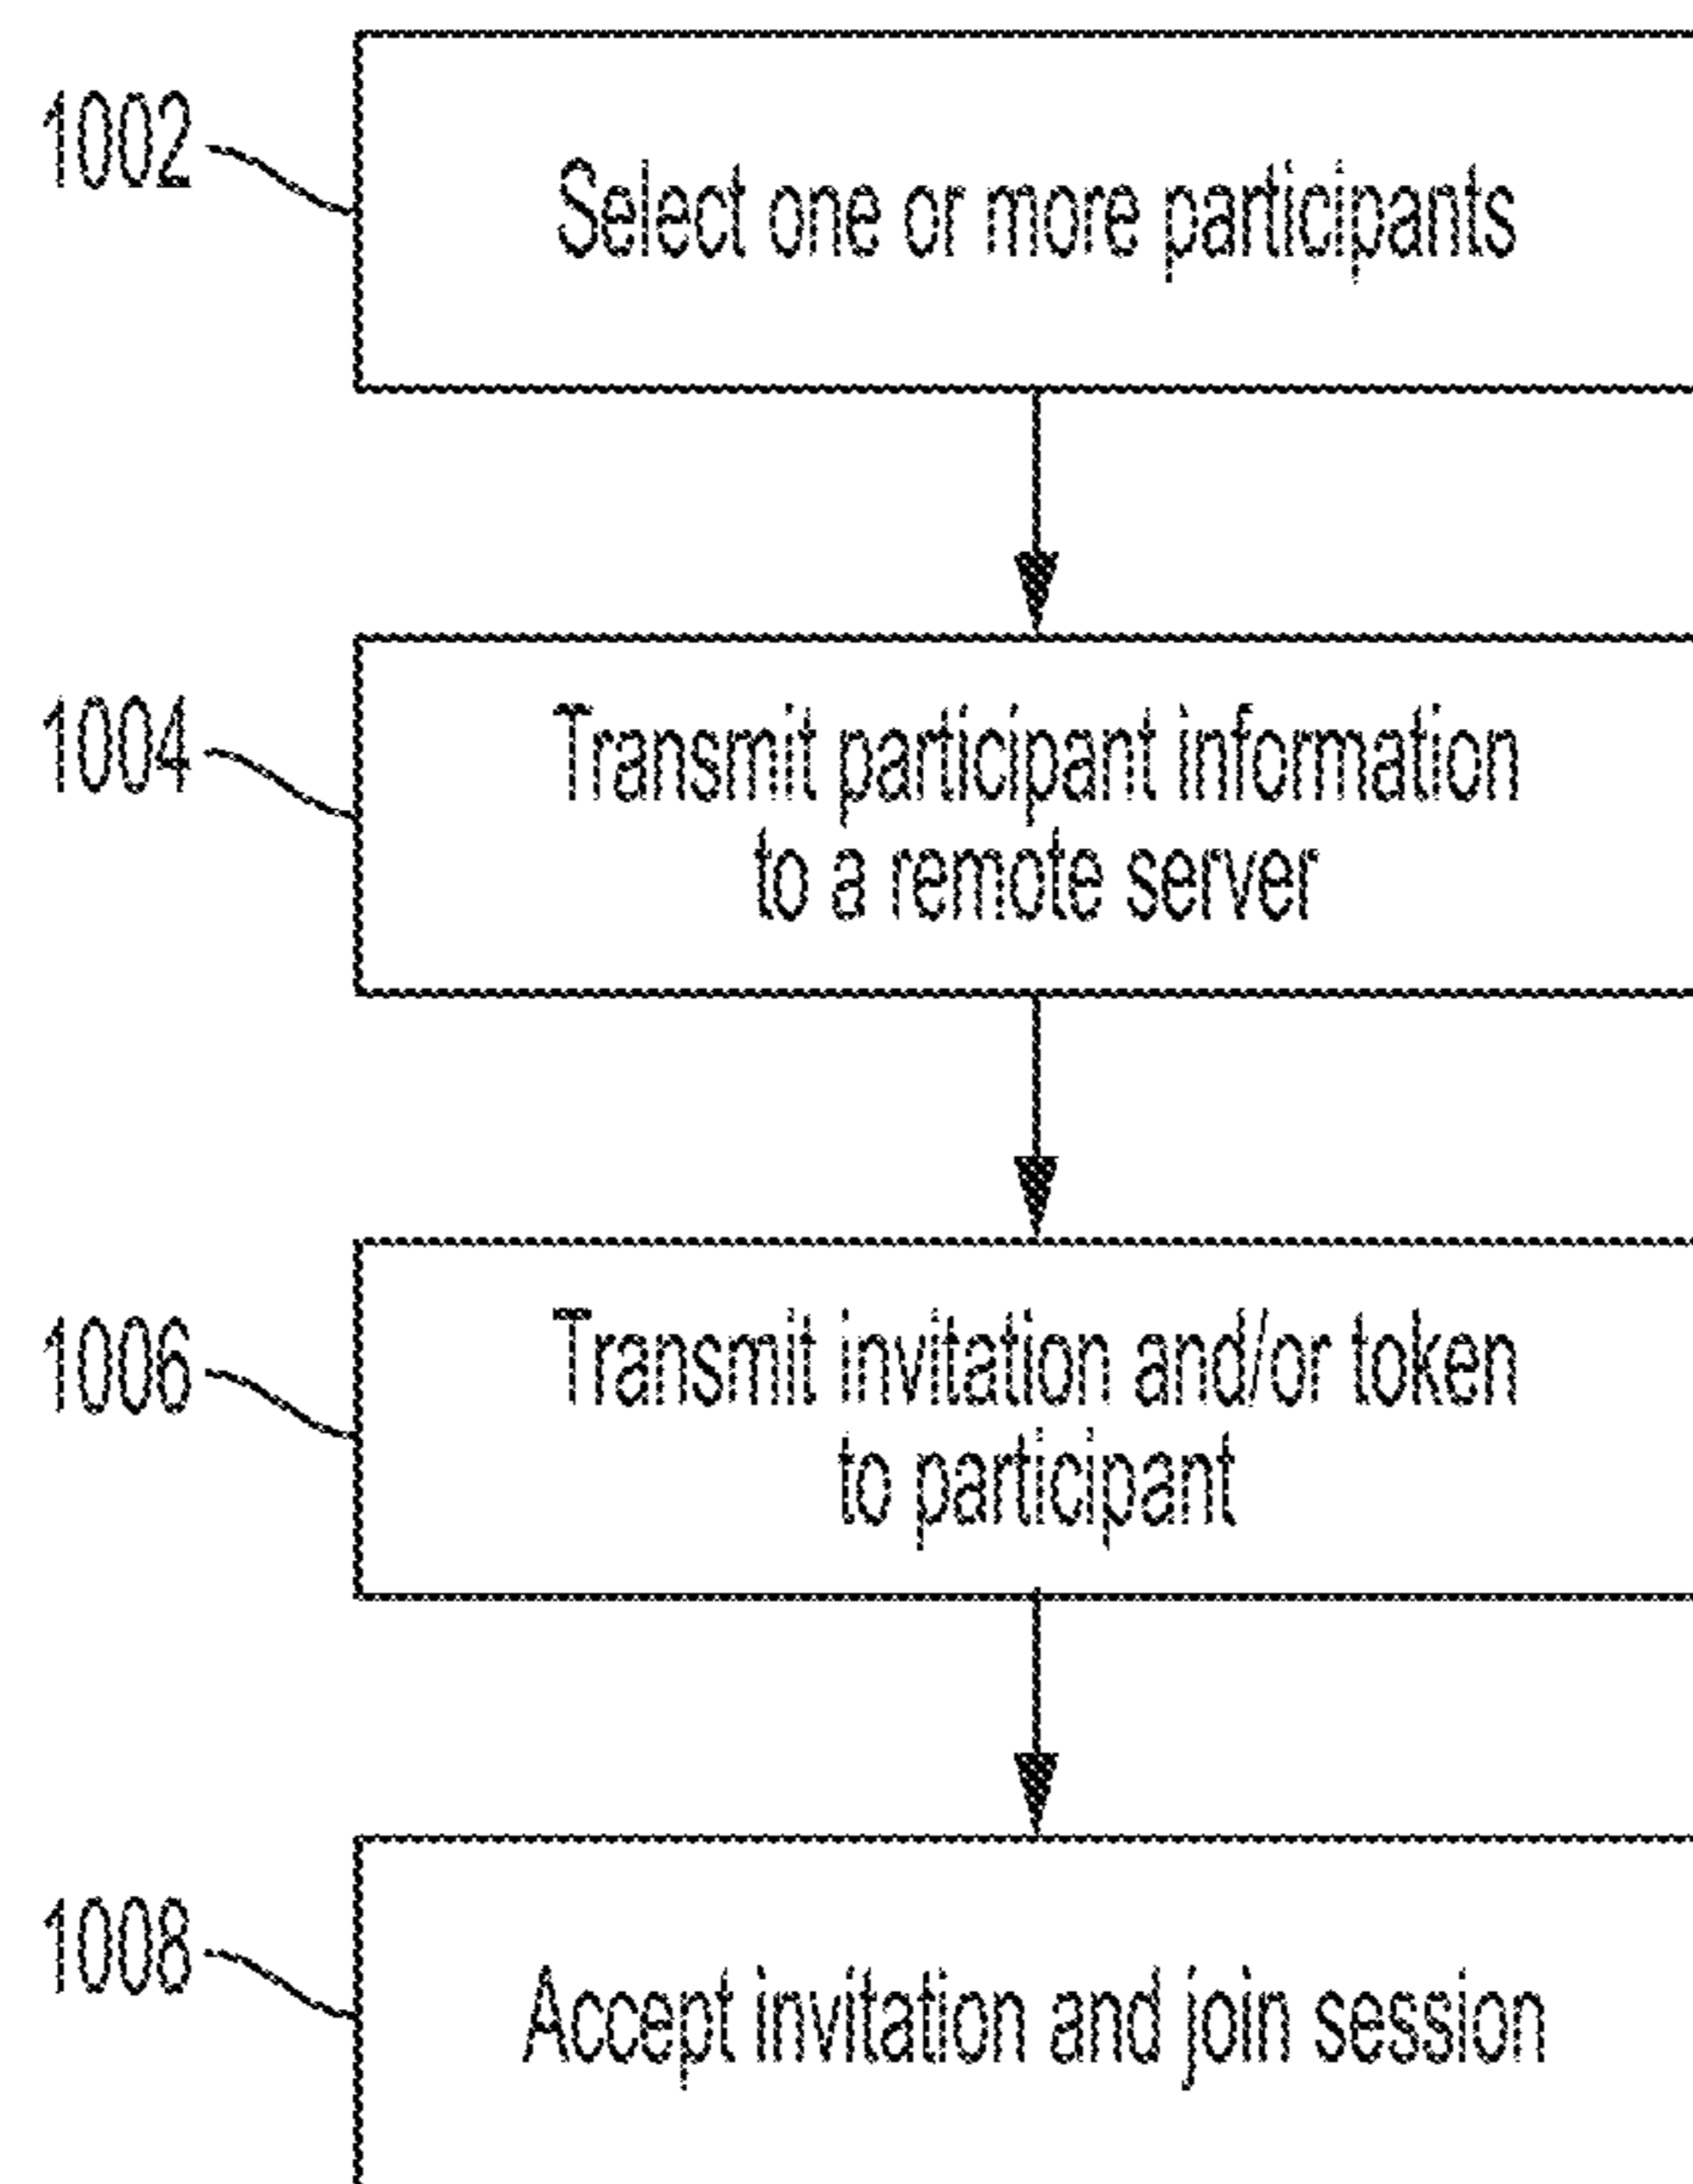 1002
Select one or more participants
1004
Transmit participant information
to a remote server
1006
Transmit invitation and/or token
to participant
1008
Accept invitation and join session